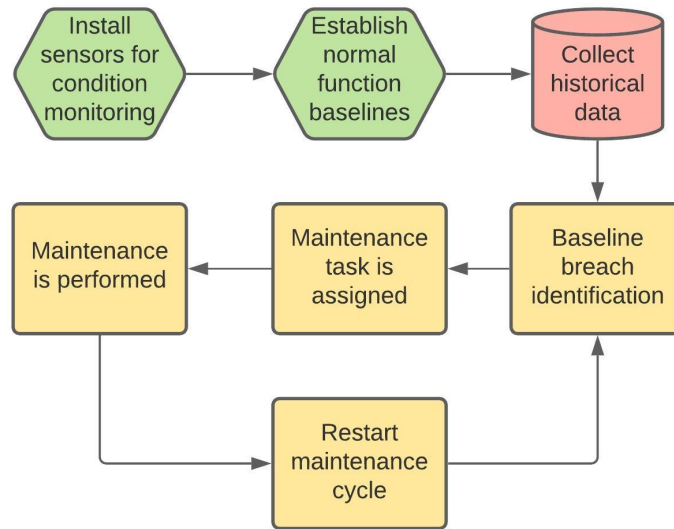 Install
sensors for
condition
monitoring
Establish
normal
function
baselines
Collect
historical
data
Baseline
breach
identification
Maintenance
task is
assigned
Maintenance
is performed
Restart
maintenance
cycle